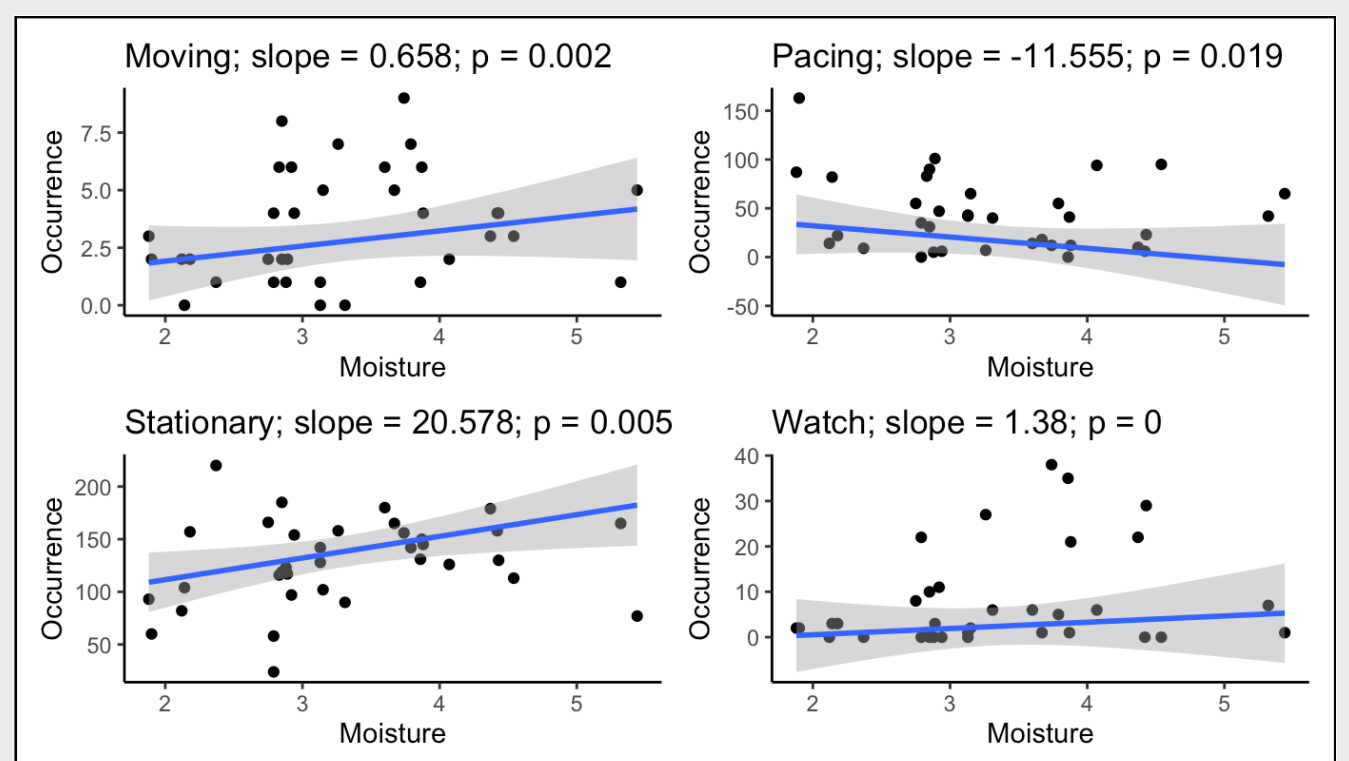 Moving; slope = 0.658; p = 0.002
Occurrence
7.5
5.0
2.5
0.0
2 3 4 5
Moisture
Pacing; slope = -11.555; p = 0.019
Occurrence
150
100
50
0
-50
2 3 4 5
Moisture
Stationary; slope = 20.578; p = 0.005
Occurrence
200
150
100
50
2 3 4 5
Moisture
Watch; slope = 1.38; p = 0
Occurrence
40
30
20
10
0
2 3 4 5
Moisture